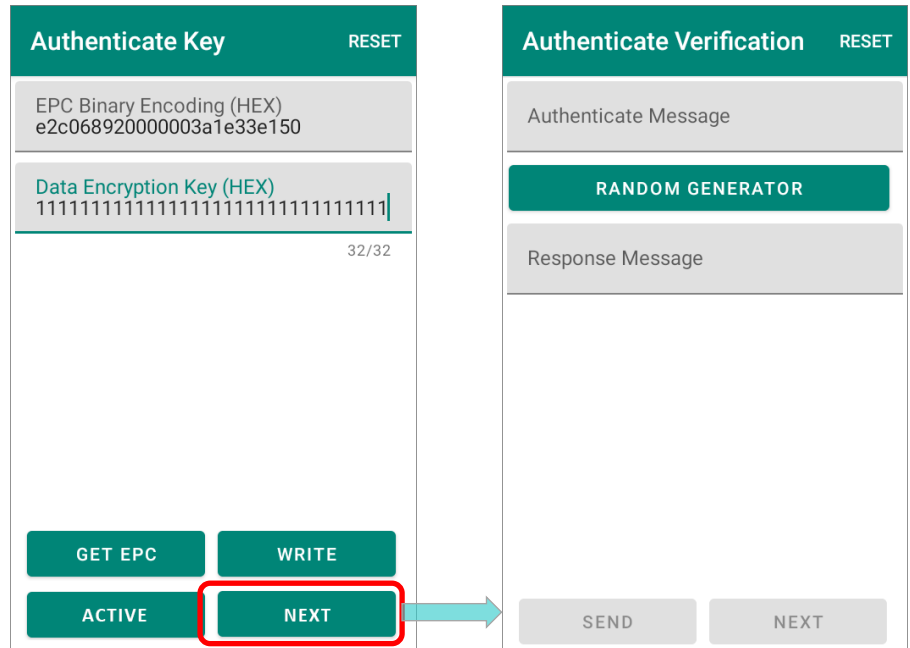 Authenticate Key RESET
EPC Binary Encoding (HEX)
e2c068920000003a1e33e150
Data Encryption Key (HEX)
11111111111111111111111111111111
32/32
GET EPC WRITE
ACTIVE NEXT
Authenticate Verification RESET
Authenticate Message
RANDOM GENERATOR
Response Message
SEND NEXT